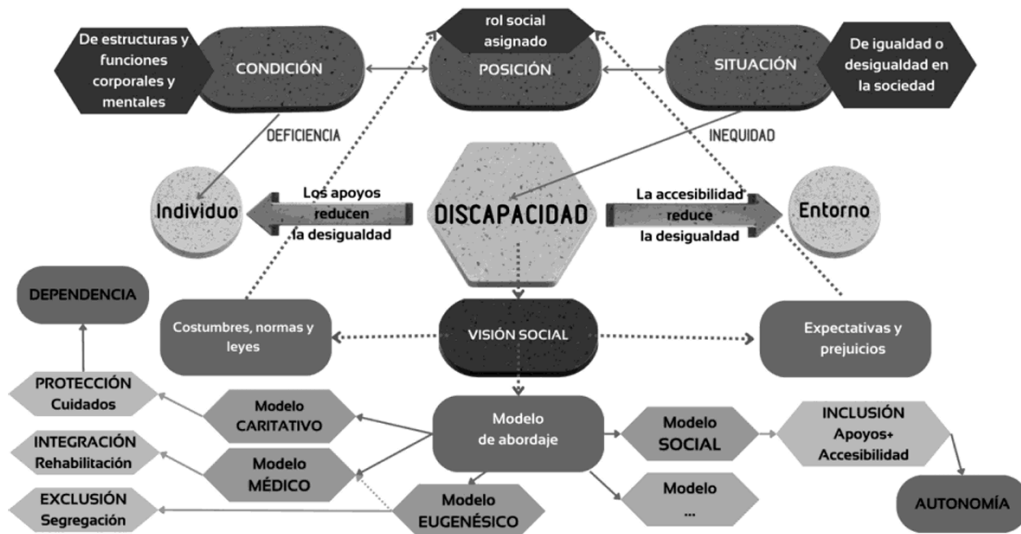 rol social
asignado
De estructuras y
funciones
corporales y
mentales
CONDICIÓN
POSICIÓN
SITUACIÓN
De igualdad o
desigualdad en
la sociedad
DEFICIENCIA
INEQUIDAD
Individuo
Los apoyos
reducen
la desigualdad
DISCAPACIDAD
La accesibilidad
reduce
la desigualdad
Entorno
DEPENDENCIA
Costumbres, normas y
leyes
VISIÓN SOCIAL
Expectativas y
prejuicios
PROTECCIÓN
Cuidados
Modelo
CARITATIVO
Modelo
de abordaje
Modelo
SOCIAL
INCLUSIÓN
Apoyos+
Accesibilidad
INTEGRACIÓN
Rehabilitación
Modelo
MÉDICO
EXCLUSIÓN
Segregación
Modelo
EUGENÉSICO
Modelo
...
AUTONOMÍA